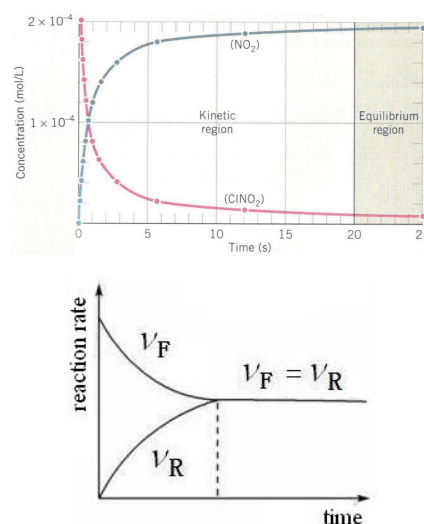 2 × 10⁻⁴
(NO₂)
Concentration (mol/L)
1 × 10⁻⁴
Kinetic
region
Equilibrium
region
(ClNO₂)
0 5 10 15 20 25
Time (s)
reaction rate
νF
νF = νR
νR
time